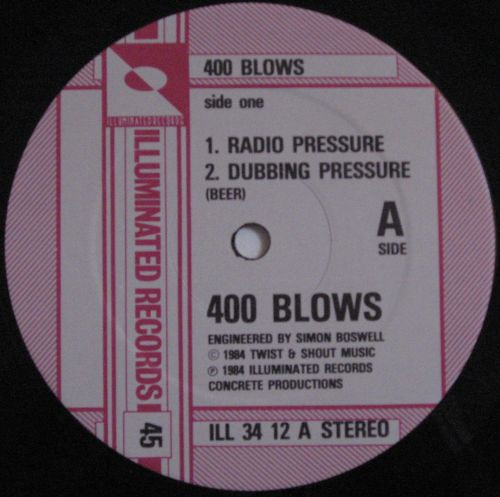 400 BLOWS
side one
1. RADIO PRESSURE
2. DUBBING PRESSURE
(BEER)
A
SIDE
400 BLOWS
ENGINEERED BY SIMON BOSWELL
© 1984 TWIST & SHOUT MUSIC
℗ 1984 ILLUMINATED RECORDS
CONCRETE PRODUCTIONS
ILL 34 12 A STEREO
ILLUMINATEDRECORDS
ILLUMINATED RECORDS
45